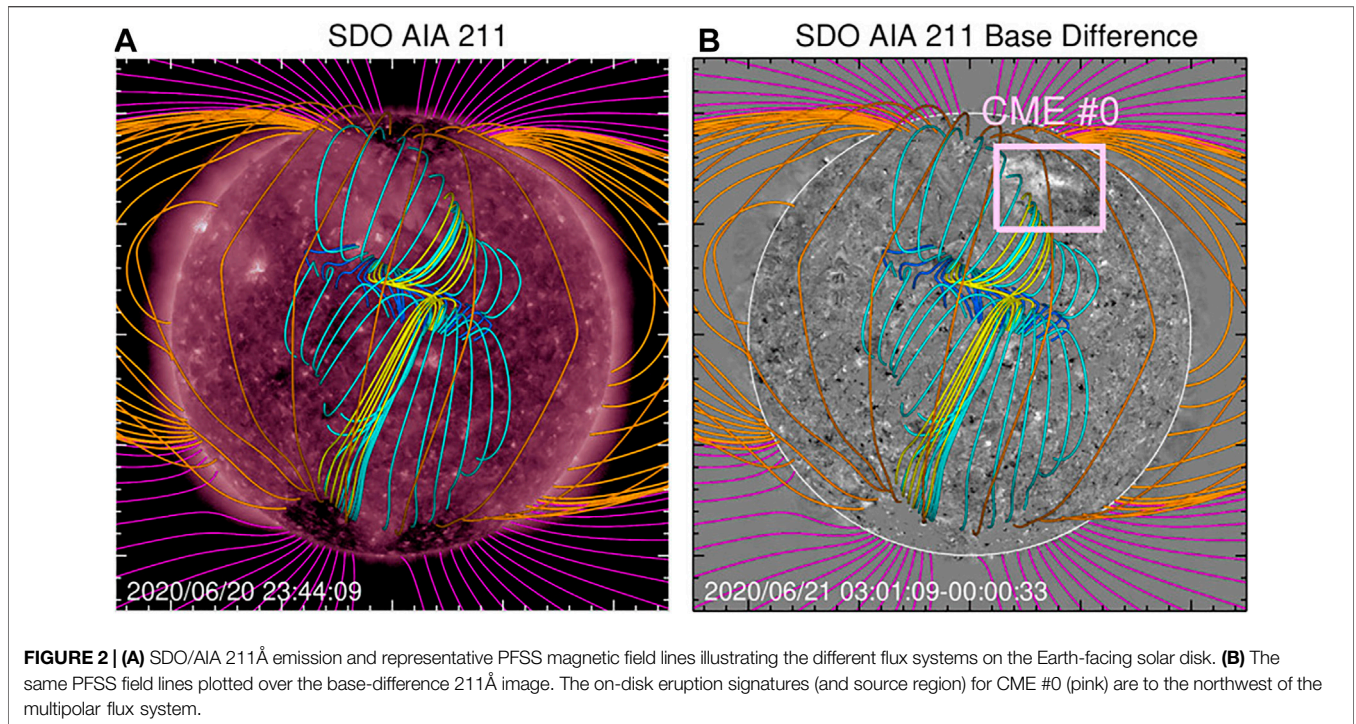 A
SDO AIA 211
2020/06/20 23:44:09
B
SDO AIA 211 Base Difference
CME #0
2020/06/21 03:01:09-00:00:33
FIGURE 2 | (A) SDO/AIA 211Å emission and representative PFSS magnetic field lines illustrating the different flux systems on the Earth-facing solar disk. (B) The
same PFSS field lines plotted over the base-difference 211Å image. The on-disk eruption signatures (and source region) for CME #0 (pink) are to the northwest of the
multipolar flux system.